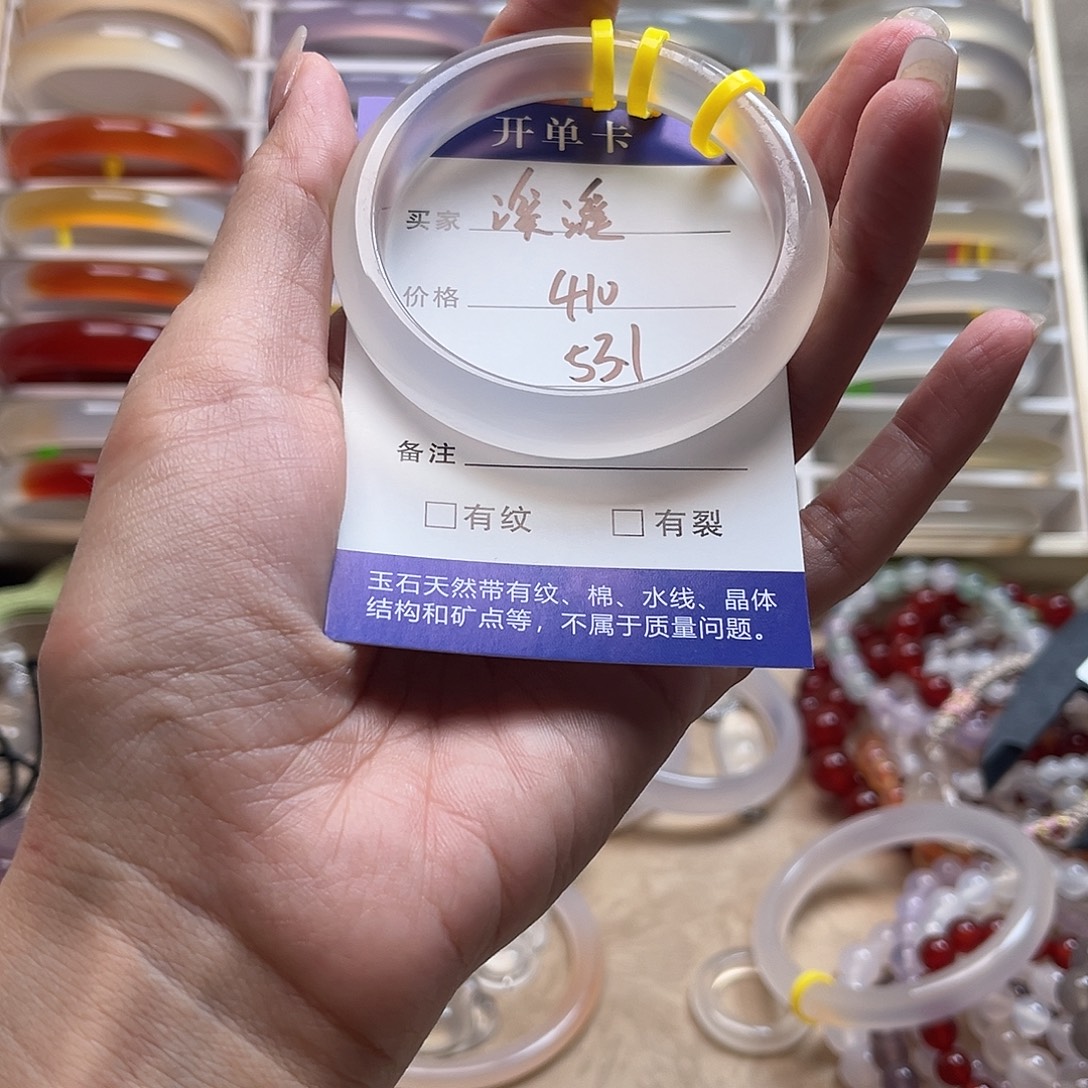 开单卡
买家 深遥
价格 410
531
备注
有纹 有裂
玉石天然带有纹、棉、水线、晶体
结构和矿点等，不属于质量问题。